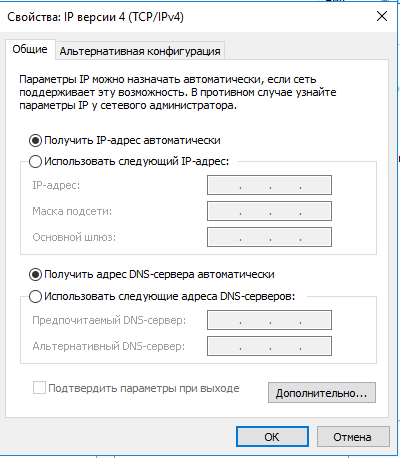 Свойства: IP версии 4 (TCP/IPv4)
Общие
Альтернативная конфигурация
Параметры IP можно назначать автоматически, если сеть
поддерживает эту возможность. В противном случае узнайте
параметры IP у сетевого администратора.
Получить IP-адрес автоматически
Использовать следующий IP-адрес:
IP-адрес:
Маска подсети:
Основной шлюз:
Получить адрес DNS-сервера автоматически
Использовать следующие адреса DNS-серверов:
Предпочитаемый DNS-сервер:
Альтернативный DNS-сервер:
Подтвердить параметры при выходе
Дополнительно...
ОК
Отмена